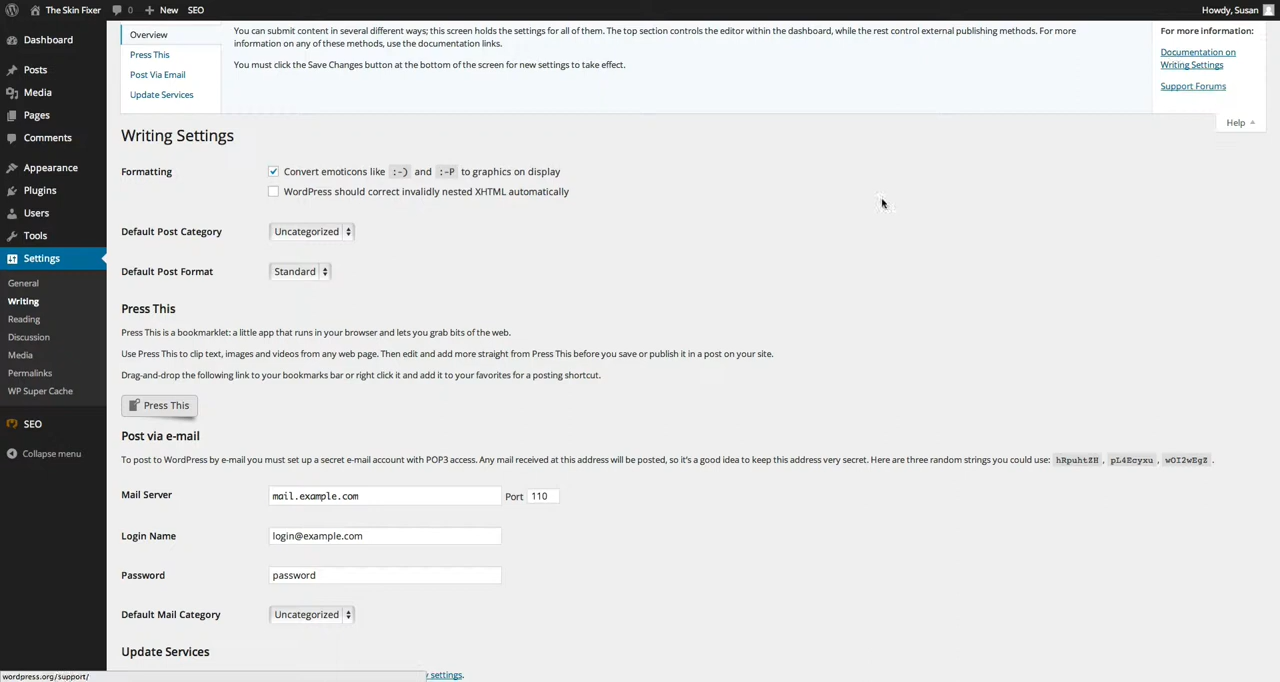 The Skin Fixer 0 New SEO Howdy, Susan
Dashboard
Posts
Media
Pages
Comments
Appearance
Plugins
Users
Tools
Settings
General
Writing
Reading
Discussion
Media
Permalinks
WP Super Cache
SEO
Collapse menu
Overview
Press This
Post Via Email
Update Services
You can submit content in several different ways; this screen holds the settings for all of them. The top section controls the editor within the dashboard, while the rest control external publishing methods. For more
information on any of these methods, use the documentation links.
You must click the Save Changes button at the bottom of the screen for new settings to take effect.
For more information:
Documentation on
Writing Settings
Support Forums
Help
Writing Settings
Formatting
Convert emoticons like :-) and :-P to graphics on display
WordPress should correct invalidly nested XHTML automatically
Default Post Category Uncategorized
Default Post Format Standard
Press This
Press This is a bookmarklet: a little app that runs in your browser and lets you grab bits of the web.
Use Press This to clip text, images and videos from any web page. Then edit and add more straight from Press This before you save or publish it in a post on your site.
Drag-and-drop the following link to your bookmarks bar or right click it and add it to your favorites for a posting shortcut.
Press This
Post via e-mail
To post to WordPress by e-mail you must set up a secret e-mail account with POP3 access. Any mail received at this address will be posted, so it's a good idea to keep this address very secret. Here are three random strings you could use: hRpuhtZH , pL4Ecyxu , wOI2wEgZ .
Mail Server mail.example.com Port 110
Login Name login@example.com
Password password
Default Mail Category Uncategorized
Update Services
settings.
wordpress.org/support/